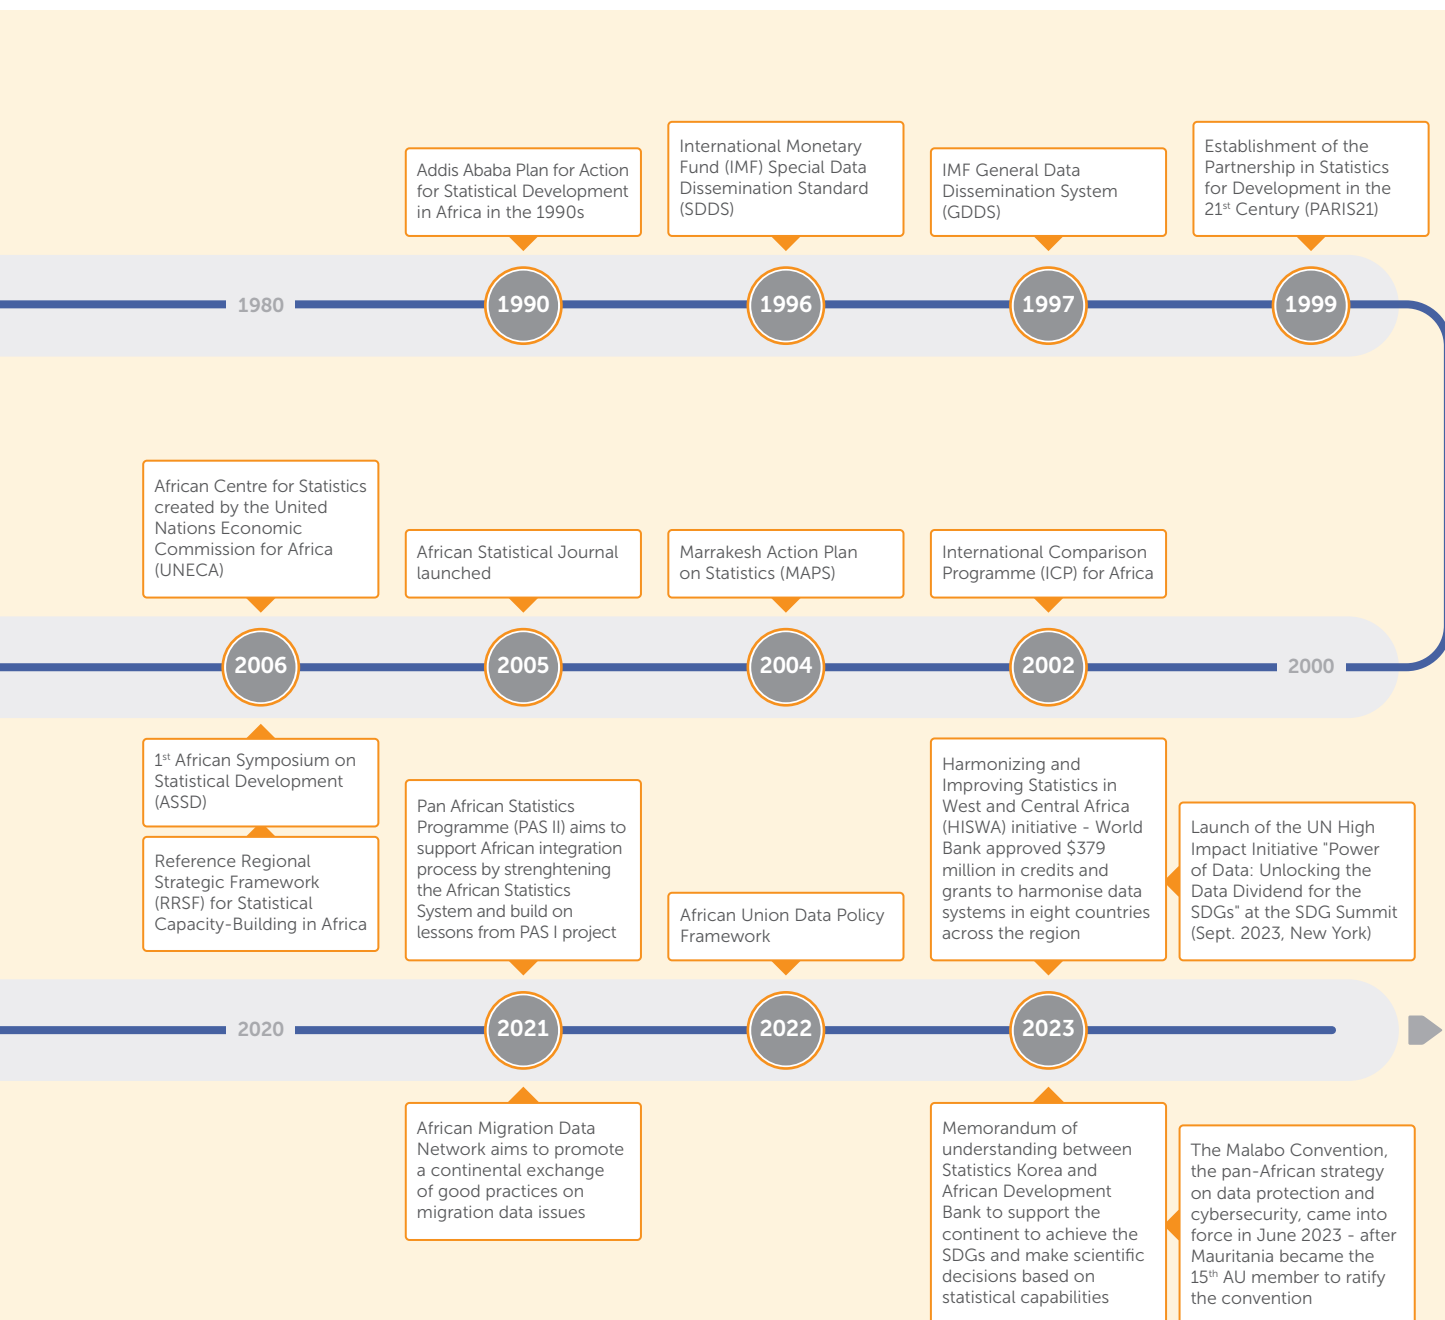 Addis Ababa Plan for Action
for Statistical Development
in Africa in the 1990s
International Monetary
Fund (IMF) Special Data
Dissemination Standard
(SDDS)
IMF General Data
Dissemination System
(GDDS)
Establishment of the
Partnership in Statistics
for Development in the
21st Century (PARIS21)
1980
1990
1996
1997
1999
African Centre for Statistics
created by the United
Nations Economic
Commission for Africa
(UNECA)
African Statistical Journal
launched
Marrakesh Action Plan
on Statistics (MAPS)
International Comparison
Programme (ICP) for Africa
2006
2005
2004
2002
2000
1st African Symposium on
Statistical Development
(ASSD)
Reference Regional
Strategic Framework
(RRSF) for Statistical
Capacity-Building in Africa
Pan African Statistics
Programme (PAS II) aims to
support African integration
process by strenghtening
the African Statistics
System and build on
lessons from PAS I project
African Union Data Policy
Framework
Harmonizing and
Improving Statistics in
West and Central Africa
(HISWA) initiative - World
Bank approved $379
million in credits and
grants to harmonise data
systems in eight countries
across the region
Launch of the UN High
Impact Initiative "Power
of Data: Unlocking the
Data Dividend for the
SDGs" at the SDG Summit
(Sept. 2023, New York)
2020
2021
2022
2023
African Migration Data
Network aims to promote
a continental exchange
of good practices on
migration data issues
Memorandum of
understanding between
Statistics Korea and
African Development
Bank to support the
continent to achieve the
SDGs and make scientific
decisions based on
statistical capabilities
The Malabo Convention,
the pan-African strategy
on data protection and
cybersecurity, came into
force in June 2023 - after
Mauritania became the
15th AU member to ratify
the convention